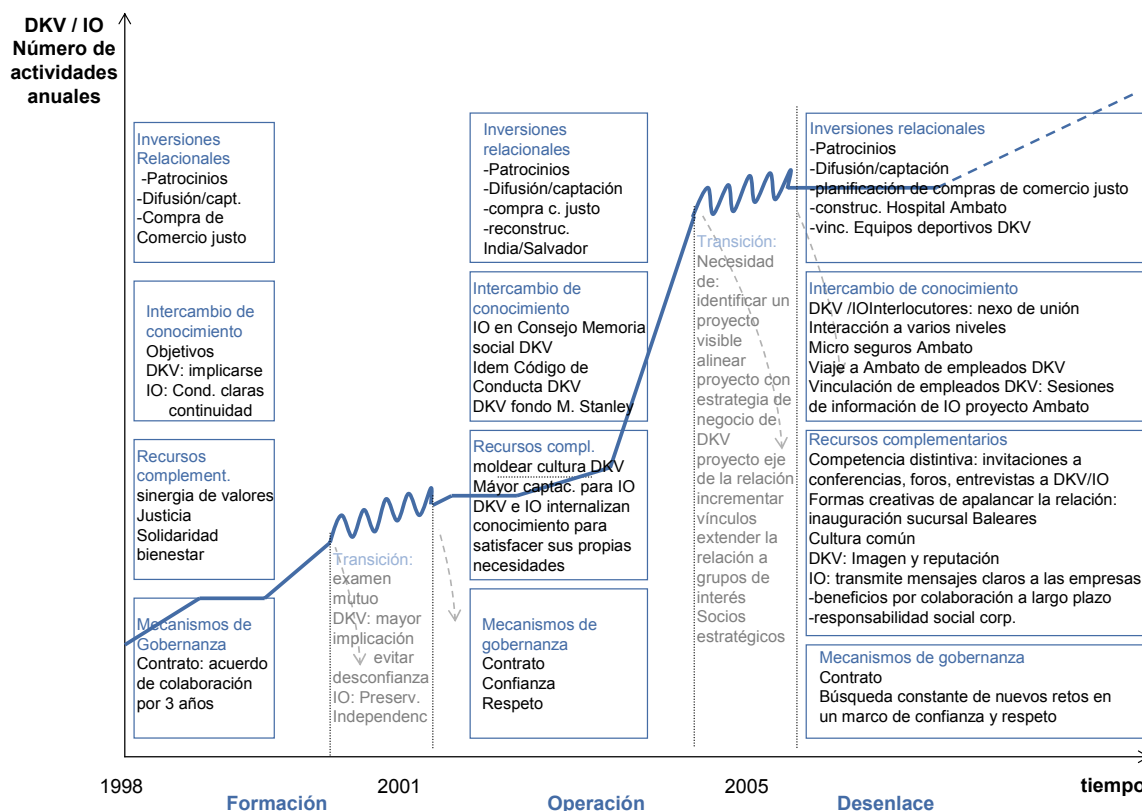 DKV / IO
Número de
actividades
anuales
Inversiones
Relacionales
-Patrocinios
-Difusión/capt.
-Compra de
Comercio justo
Intercambio de
conocimiento
Objetivos
DKV: implicarse
IO: Cond. claras
continuidad
Recursos
complement.
sinergia de valores
Justicia
Solidaridad
bienestar
Mecanismos de
Gobernanza
Contrato: acuerdo
de colaboración
por 3 años
Transición:
examen
mutuo
DKV: mayor
implicación
evitar
desconfianza
IO: Preserv.
Independenc
Inversiones
relacionales
-Patrocinios
-Difusión/captación
-compra c. justo
-reconstruc.
India/Salvador
Intercambio de
conocimiento
IO en Consejo Memoria
social DKV
Idem Código de
Conducta DKV
DKV fondo M. Stanley
Recursos compl.
moldear cultura DKV
Máyor captac. para IO
DKV e IO internalizan
conocimiento para
satisfacer sus propias
necesidades
Mecanismos de
gobernanza
Contrato
Confianza
Respeto
Transición:
Necesidad
de:
identificar un
proyecto
visible
alinear
proyecto con
estrategia de
negocio de
DKV
proyecto eje
de la relación
incrementar
vínculos
extender la
relación a
grupos de
interés
Socios
estratégicos
Inversiones relacionales
-Patrocinios
-Difusión/captación
-planificación de compras de comercio justo
-construc. Hospital Ambato
-vinc. Equipos deportivos DKV
Intercambio de conocimiento
DKV /IOInterlocutores: nexo de unión
Interacción a varios niveles
Micro seguros Ambato
Viaje a Ambato de empleados DKV
Vinculación de empleados DKV: Sesiones
de información de IO proyecto Ambato
Recursos complementarios
Competencia distintiva: invitaciones a
conferencias, foros, entrevistas a DKV/IO
Formas creativas de apalancar la relación:
inauguración sucursal Baleares
Cultura común
DKV: Imagen y reputación
IO: transmite mensajes claros a las empresas
-beneficios por colaboración a largo plazo
-responsabilidad social corp.
Mecanismos de gobernanza
Contrato
Búsqueda constante de nuevos retos en
un marco de confianza y respeto
1998
2001
2005
tiempo
Formación
Operación
Desenlace